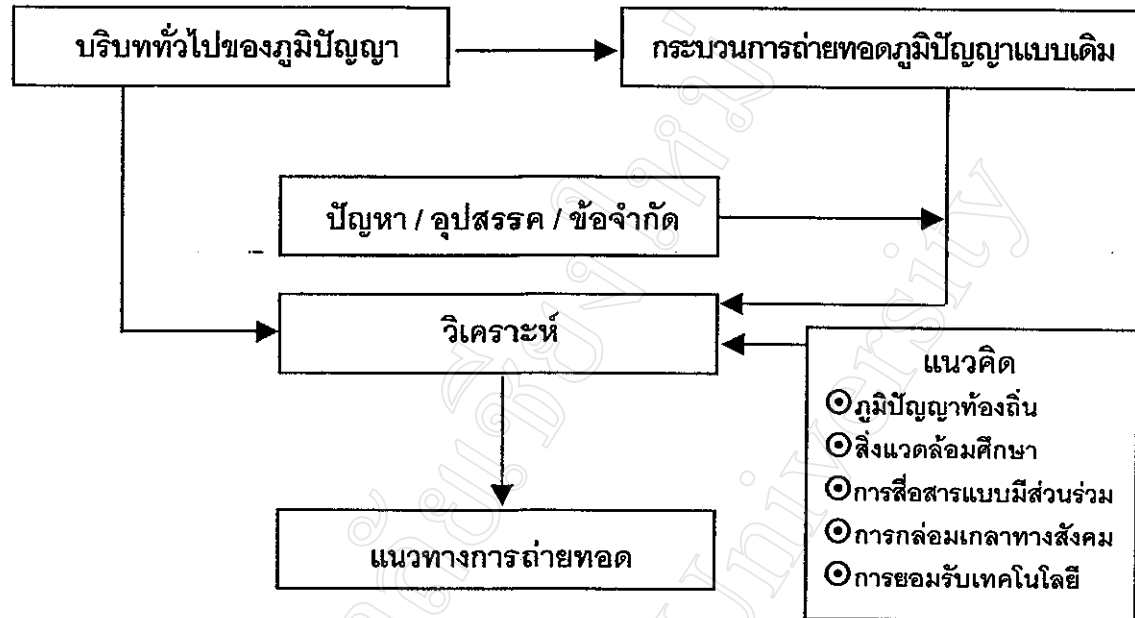 บริบททั่วไปของภูมิปัญญา
กระบวนการถ่ายทอดภูมิปัญญาแบบเดิม
ปัญหา / อุปสรรค / ข้อจำกัด
วิเคราะห์
แนวคิด
ภูมิปัญญาท้องถิ่น
สิ่งแวดล้อมศึกษา
การสื่อสารแบบมีส่วนร่วม
การกล่อมเกลาทางสังคม
การยอมรับเทคโนโลยี
แนวทางการถ่ายทอด
University